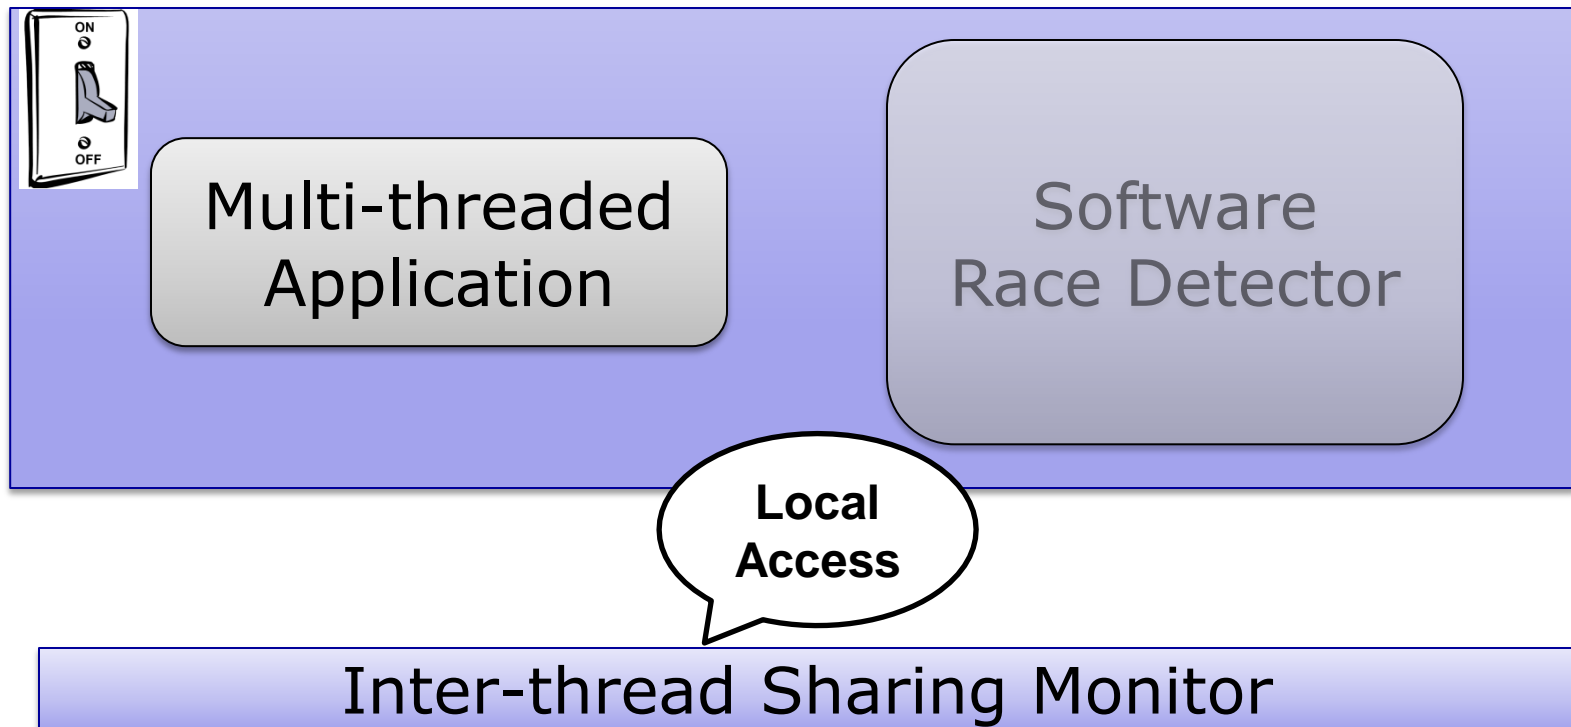 ON
OFF
Multi-threaded
Application
Software
Race Detector
Local
Access
Inter-thread Sharing Monitor